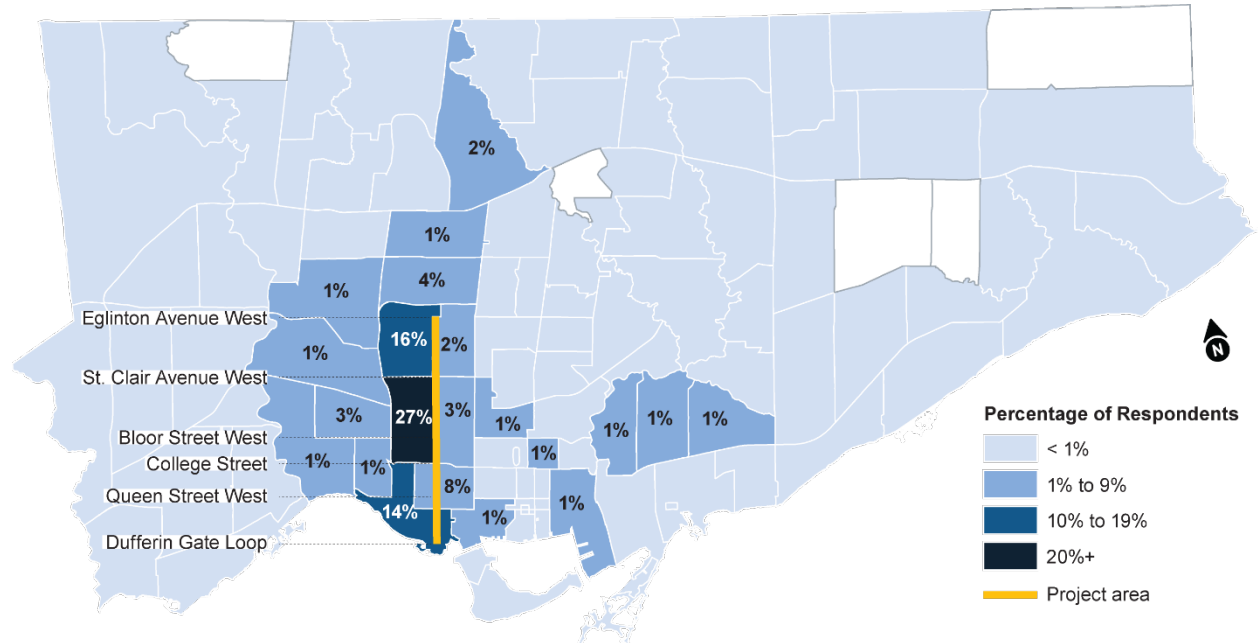 2%
1%
4%
1%
Eglinton Avenue West
16%
2%
1%
St. Clair Avenue West
27%
3%
3%
1%
1%
1%
1%
Bloor Street West
1%
College Street
1%
1%
Queen Street West
8%
14%
1%
1%
Dufferin Gate Loop
N
Percentage of Respondents
< 1%
1% to 9%
10% to 19%
20%+
Project area